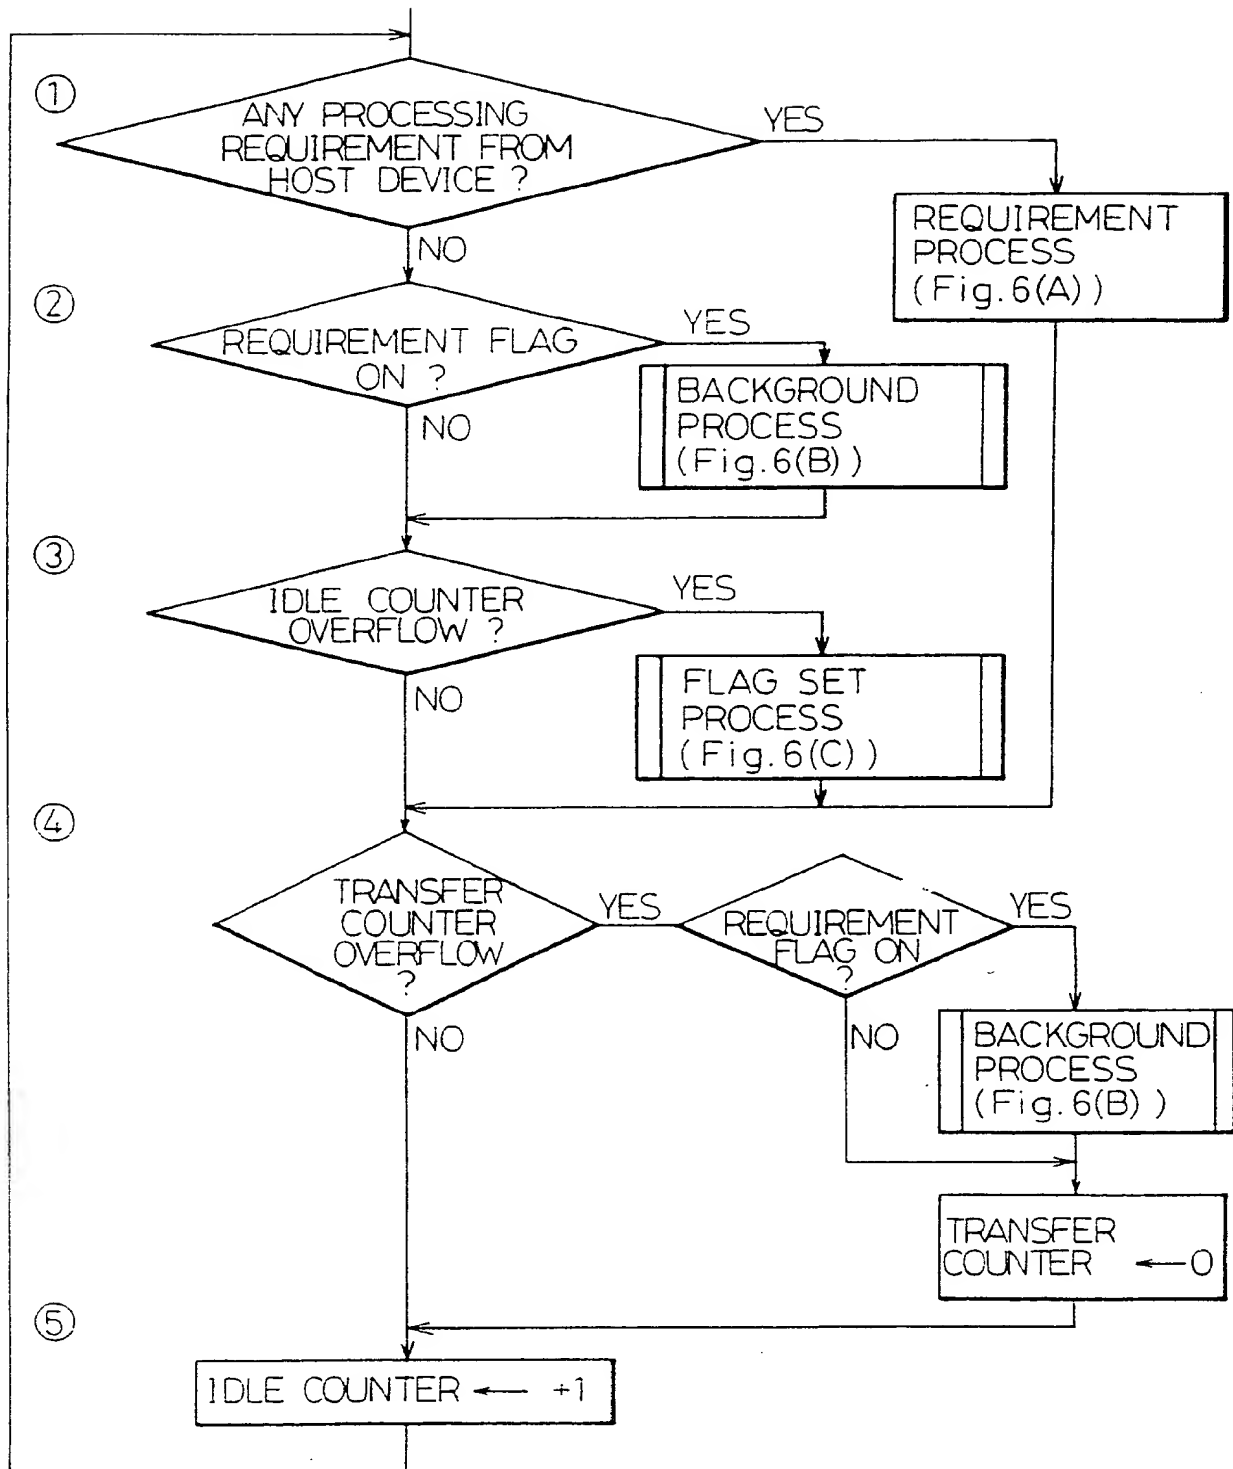 ①
ANY PROCESSING
REQUIREMENT FROM
HOST DEVICE ?
YES
NO
REQUIREMENT
PROCESS
(Fig.6(A))
②
REQUIREMENT FLAG
ON ?
YES
NO
BACKGROUND
PROCESS
(Fig.6(B))
③
IDLE COUNTER
OVERFLOW ?
YES
NO
FLAG SET
PROCESS
(Fig.6(C))
④
TRANSFER
COUNTER
OVERFLOW
?
YES
NO
REQUIREMENT
FLAG ON
?
YES
NO
BACKGROUND
PROCESS
(Fig.6(B))
TRANSFER
COUNTER ← 0
⑤
IDLE COUNTER ← +1